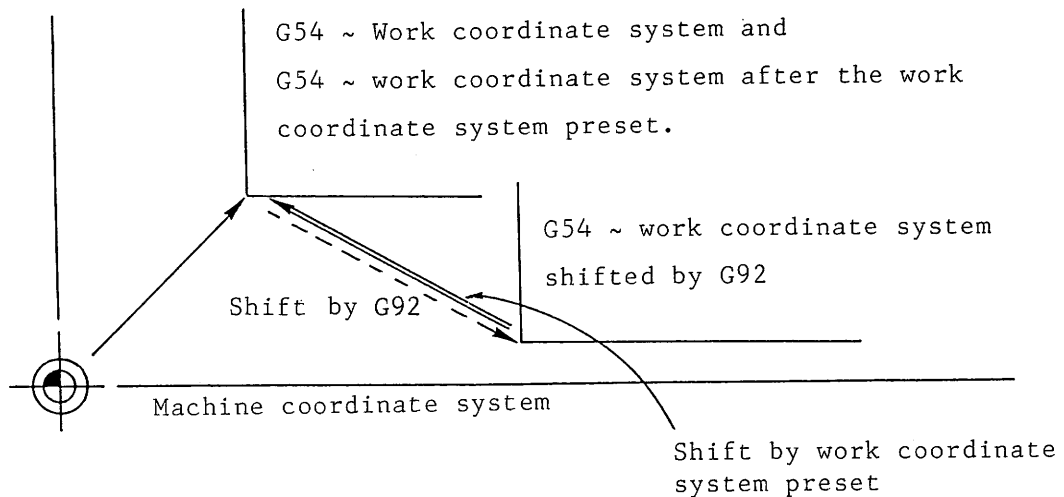 G54 ~ Work coordinate system and
G54 ~ work coordinate system after the work
coordinate system preset.
G54 ~ work coordinate system
shifted by G92
Shift by G92
Machine coordinate system
Shift by work coordinate
system preset